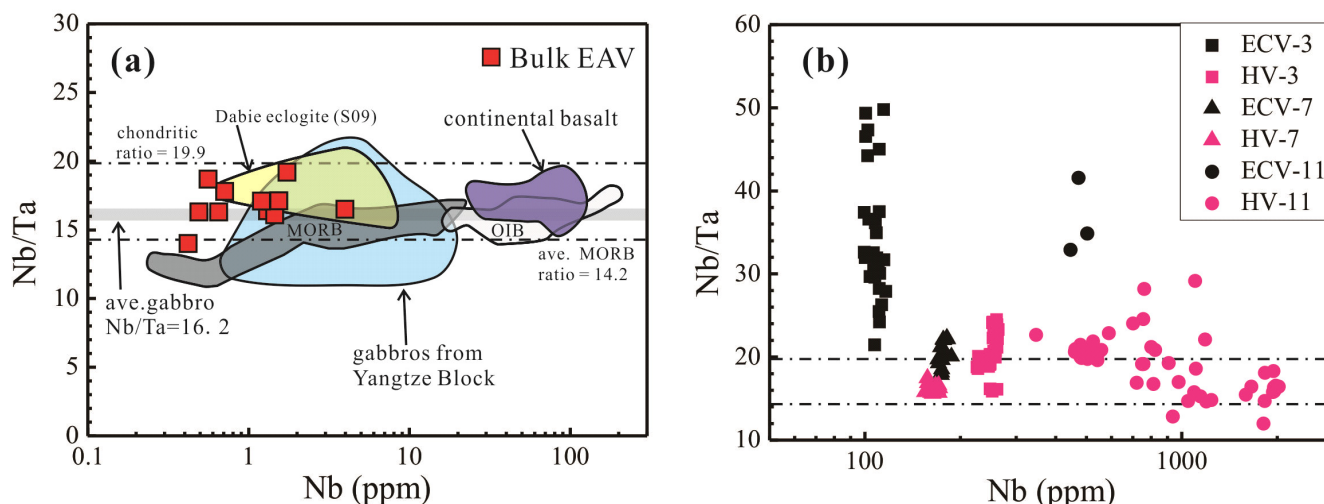 30
25
20
15
10
5
0
Nb/Ta
(a)
Bulk EAV
Dabie eclogite (S09)
continental basalt
chondritic
ratio = 19.9
MORB
OIB
ave. MORB
ratio = 14.2
ave.gabbro
Nb/Ta=16. 2
gabbros from
Yangtze Block
0.1
1
10
100
Nb (ppm)
60
50
40
30
20
10
Nb/Ta
(b)
ECV-3
HV-3
ECV-7
HV-7
ECV-11
HV-11
100
1000
Nb (ppm)